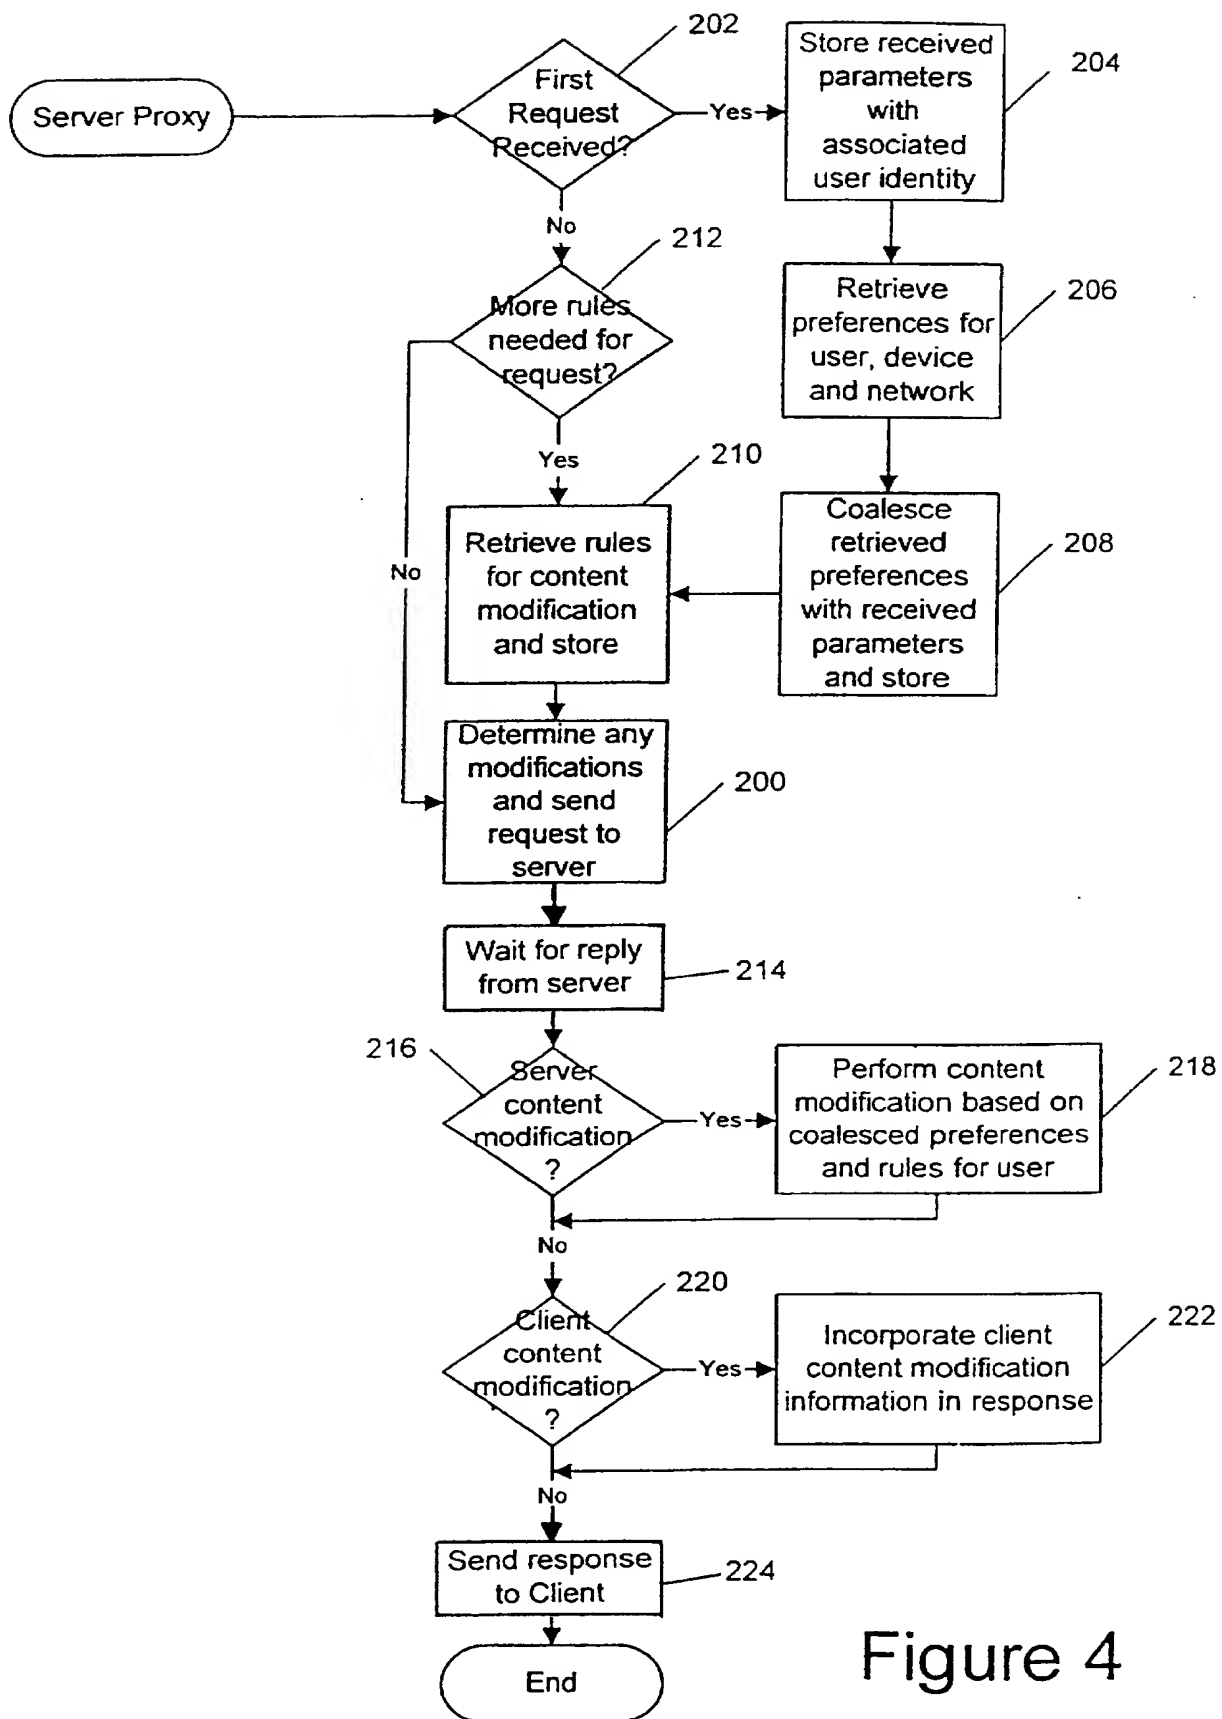 Server Proxy
First
Request
Received?
202
Yes
Store received
parameters
with
associated
user identity
204
No
212
More rules
needed for
request?
Retrieve
preferences for
user, device
and network
206
Yes
210
No
Retrieve rules
for content
modification
and store
Coalesce
retrieved
preferences
with received
parameters
and store
208
Determine any
modifications
and send
request to
server
200
Wait for reply
from server
214
216
Server
content
modification
?
Yes
Perform content
modification based on
coalesced preferences
and rules for user
218
No
220
Client
content
modification
?
Yes
Incorporate client
content modification
information in response
222
No
Send response
to Client
224
End
Figure 4